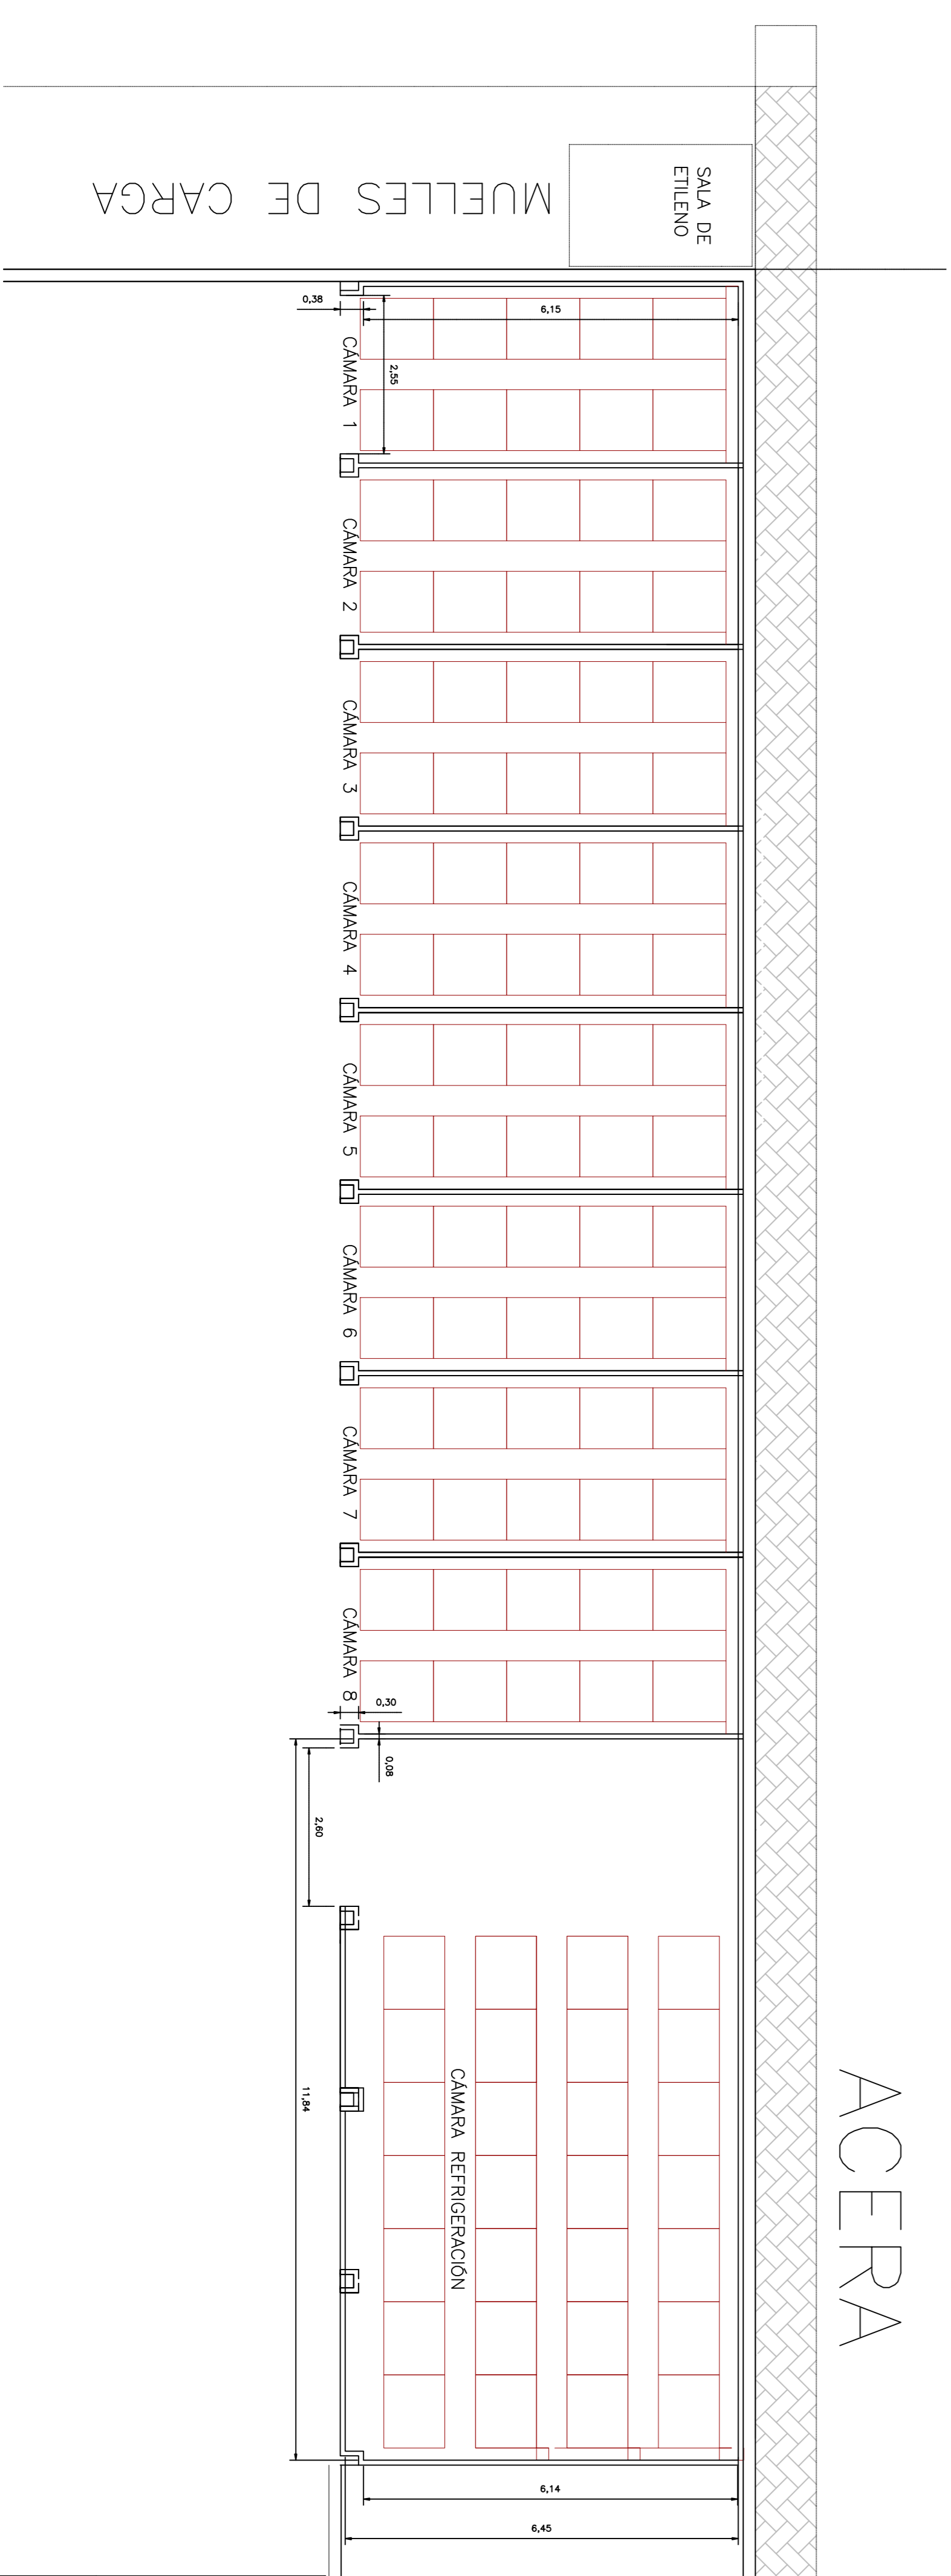 SALA DE
ETILENO
MUELLES DE CARGA
0,38
6,15
2,55
CÁMARA 1
CÁMARA 2
CÁMARA 3
CÁMARA 4
CÁMARA 5
CÁMARA 6
CÁMARA 7
CÁMARA 8
0,30
0,08
2,60
11,84
CÁMARA REFRIGERACIÓN
ACERA
6,14
6,45